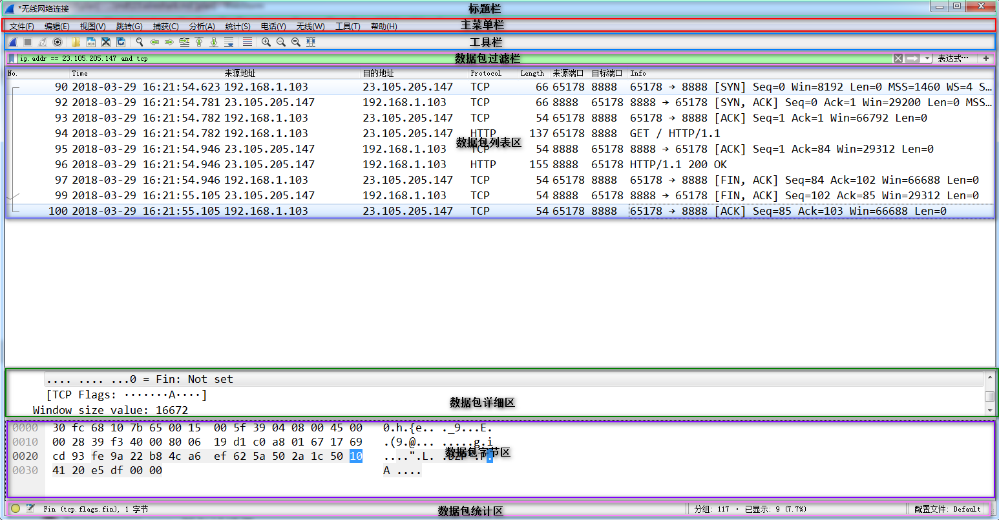 *无线网络连接 标题栏
文件(F) 编辑(E) 视图(V) 跳转(G) 捕获(C) 分析(A) 统计(S) 电话(Y) 无线(W) 工具(T) 帮助(H) 主菜单栏
工具栏
ip.addr == 23.105.205.147 and tcp 数据包过滤栏 表达式… +
No. Time 来源地址 目的地址 Protocol Length 来源端口 目标端口 Info
90 2018-03-29 16:21:54.623 192.168.1.103 23.105.205.147 TCP 66 65178 8888 65178 → 8888 [SYN] Seq=0 Win=8192 Len=0 MSS=1460 WS=4 S…
92 2018-03-29 16:21:54.781 23.105.205.147 192.168.1.103 TCP 66 8888 65178 8888 → 65178 [SYN, ACK] Seq=0 Ack=1 Win=29200 Len=0 MSS…
93 2018-03-29 16:21:54.782 192.168.1.103 23.105.205.147 TCP 54 65178 8888 65178 → 8888 [ACK] Seq=1 Ack=1 Win=66792 Len=0
94 2018-03-29 16:21:54.782 192.168.1.103 23.105.205.147 HTTP 137 65178 8888 GET / HTTP/1.1
数据包列表区
95 2018-03-29 16:21:54.946 23.105.205.147 192.168.1.103 TCP 54 8888 65178 8888 → 65178 [ACK] Seq=1 Ack=84 Win=29312 Len=0
96 2018-03-29 16:21:54.946 23.105.205.147 192.168.1.103 HTTP 155 8888 65178 HTTP/1.1 200 OK
97 2018-03-29 16:21:54.946 192.168.1.103 23.105.205.147 TCP 54 65178 8888 65178 → 8888 [FIN, ACK] Seq=84 Ack=102 Win=66688 Len=0
99 2018-03-29 16:21:55.105 23.105.205.147 192.168.1.103 TCP 54 8888 65178 8888 → 65178 [FIN, ACK] Seq=102 Ack=85 Win=29312 Len=0
100 2018-03-29 16:21:55.105 192.168.1.103 23.105.205.147 TCP 54 65178 8888 65178 → 8888 [ACK] Seq=85 Ack=103 Win=66688 Len=0
.... .... ...0 = Fin: Not set
[TCP Flags: ·······A····]
数据包详细区
Window size value: 16672
0000 30 fc 68 10 7b 65 00 15 00 5f 39 04 08 00 45 00 0.h.{e.. ._9...E.
0010 00 28 39 f3 40 00 80 06 19 d1 c0 a8 01 67 17 69 .(9.@... .....g.i
数据包字节区
0020 cd 93 fe 9a 22 b8 4c a6 ef 62 5a 50 2a 1c 50 10 ....".L. .bZP*.P.
0030 41 20 e5 df 00 00 A ....
Fin (tcp.flags.fin), 1 字节 数据包统计区 分组: 117 · 已显示: 9 (7.7%) 配置文件: Default